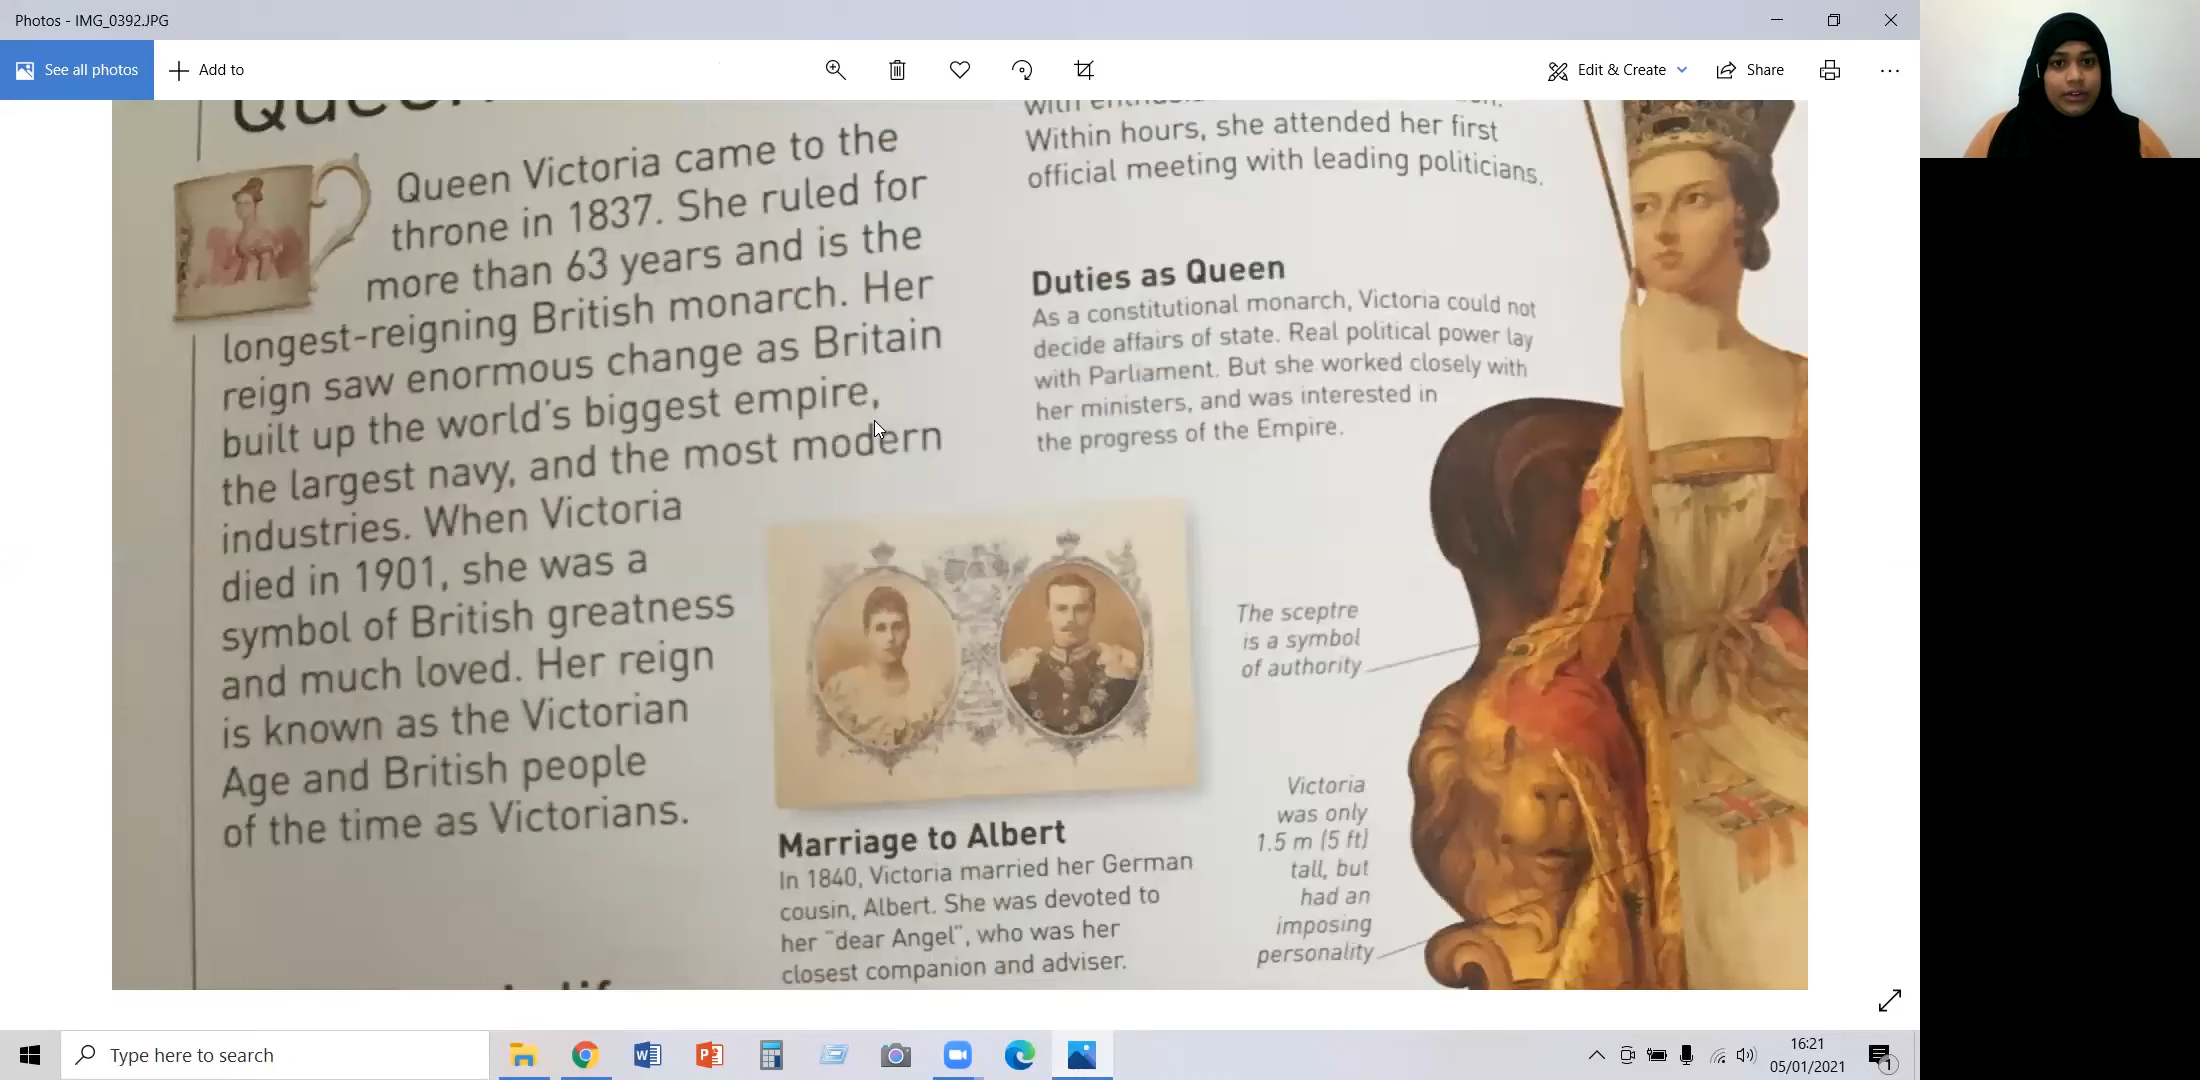 Photos - IMG_0392.JPG
See all photos
Add to
Edit & Create
Share
Queen Victoria came to the
throne in 1837. She ruled for
more than 63 years and is the
longest-reigning British monarch. Her
reign saw enormous change as Britain
built up the world's biggest empire,
the largest navy, and the most modern
industries. When Victoria
died in 1901, she was a
symbol of British greatness
and much loved. Her reign
is known as the Victorian
Age and British people
of the time as Victorians.
Within hours, she attended her first
official meeting with leading politicians.
Duties as Queen
As a constitutional monarch, Victoria could not
decide affairs of state. Real political power lay
with Parliament. But she worked closely with
her ministers, and was interested in
the progress of the Empire.
Marriage to Albert
In 1840, Victoria married her German
cousin, Albert. She was devoted to
her "dear Angel", who was her
closest companion and adviser.
The sceptre
is a symbol
of authority
Victoria
was only
1.5 m (5 ft)
tall, but
had an
imposing
personality
Type here to search
16:21
05/01/2021
1